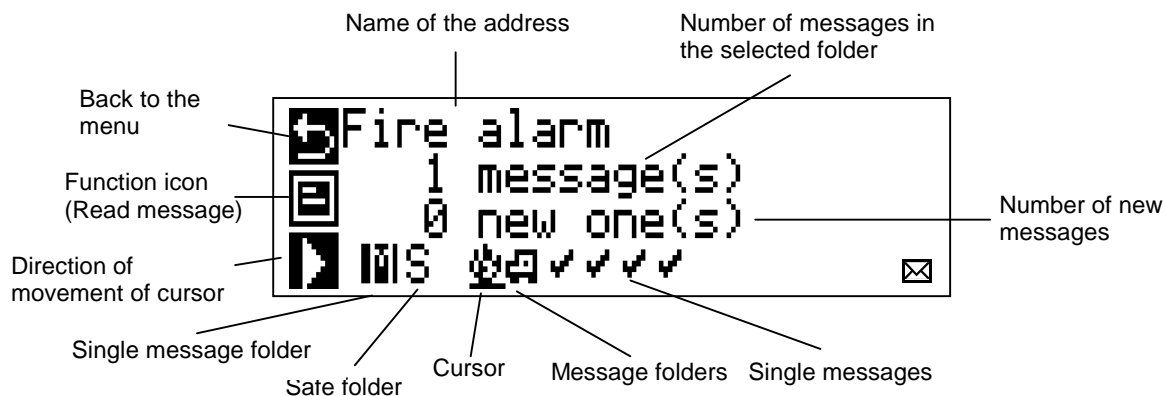 Name of the address
Number of messages in
the selected folder
Back to the
menu
Fire alarm
1 message(s)
Function icon
(Read message)
0 new one(s)
Number of new
messages
Direction of
movement of cursor
S
Single message folder
Safe folder
Cursor
Message folders
Single messages